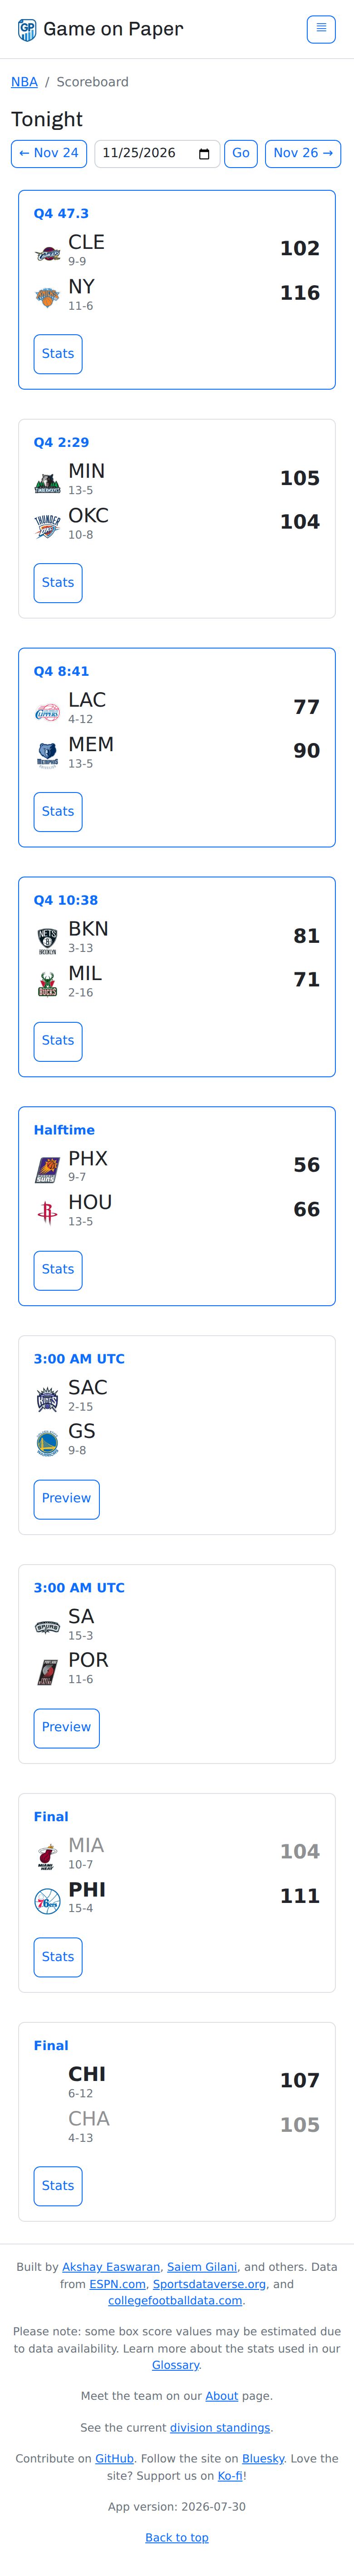 GP Game on Paper
NBA / Scoreboard
Tonight
← Nov 24 11/25/2026 Go Nov 26 →
Q4 47.3
CLE 102
9-9
NY 116
11-6
Stats
Q4 2:29
MIN 105
13-5
OKC 104
10-8
Stats
Q4 8:41
LAC 77
4-12
MEM 90
13-5
Stats
Q4 10:38
BKN 81
3-13
MIL 71
2-16
Stats
Halftime
PHX 56
9-7
HOU 66
13-5
Stats
3:00 AM UTC
SAC
2-15
GS
9-8
Preview
3:00 AM UTC
SA
15-3
POR
11-6
Preview
Final
MIA 104
10-7
PHI 111
15-4
Stats
Final
CHI 107
6-12
CHA 105
4-13
Stats
Built by Akshay Easwaran, Saiem Gilani, and others. Data
from ESPN.com, Sportsdataverse.org, and
collegefootballdata.com.
Please note: some box score values may be estimated due
to data availability. Learn more about the stats used in our
Glossary.
Meet the team on our About page.
See the current division standings.
Contribute on GitHub. Follow the site on Bluesky. Love the
site? Support us on Ko-fi!
App version: 2026-07-30
Back to top